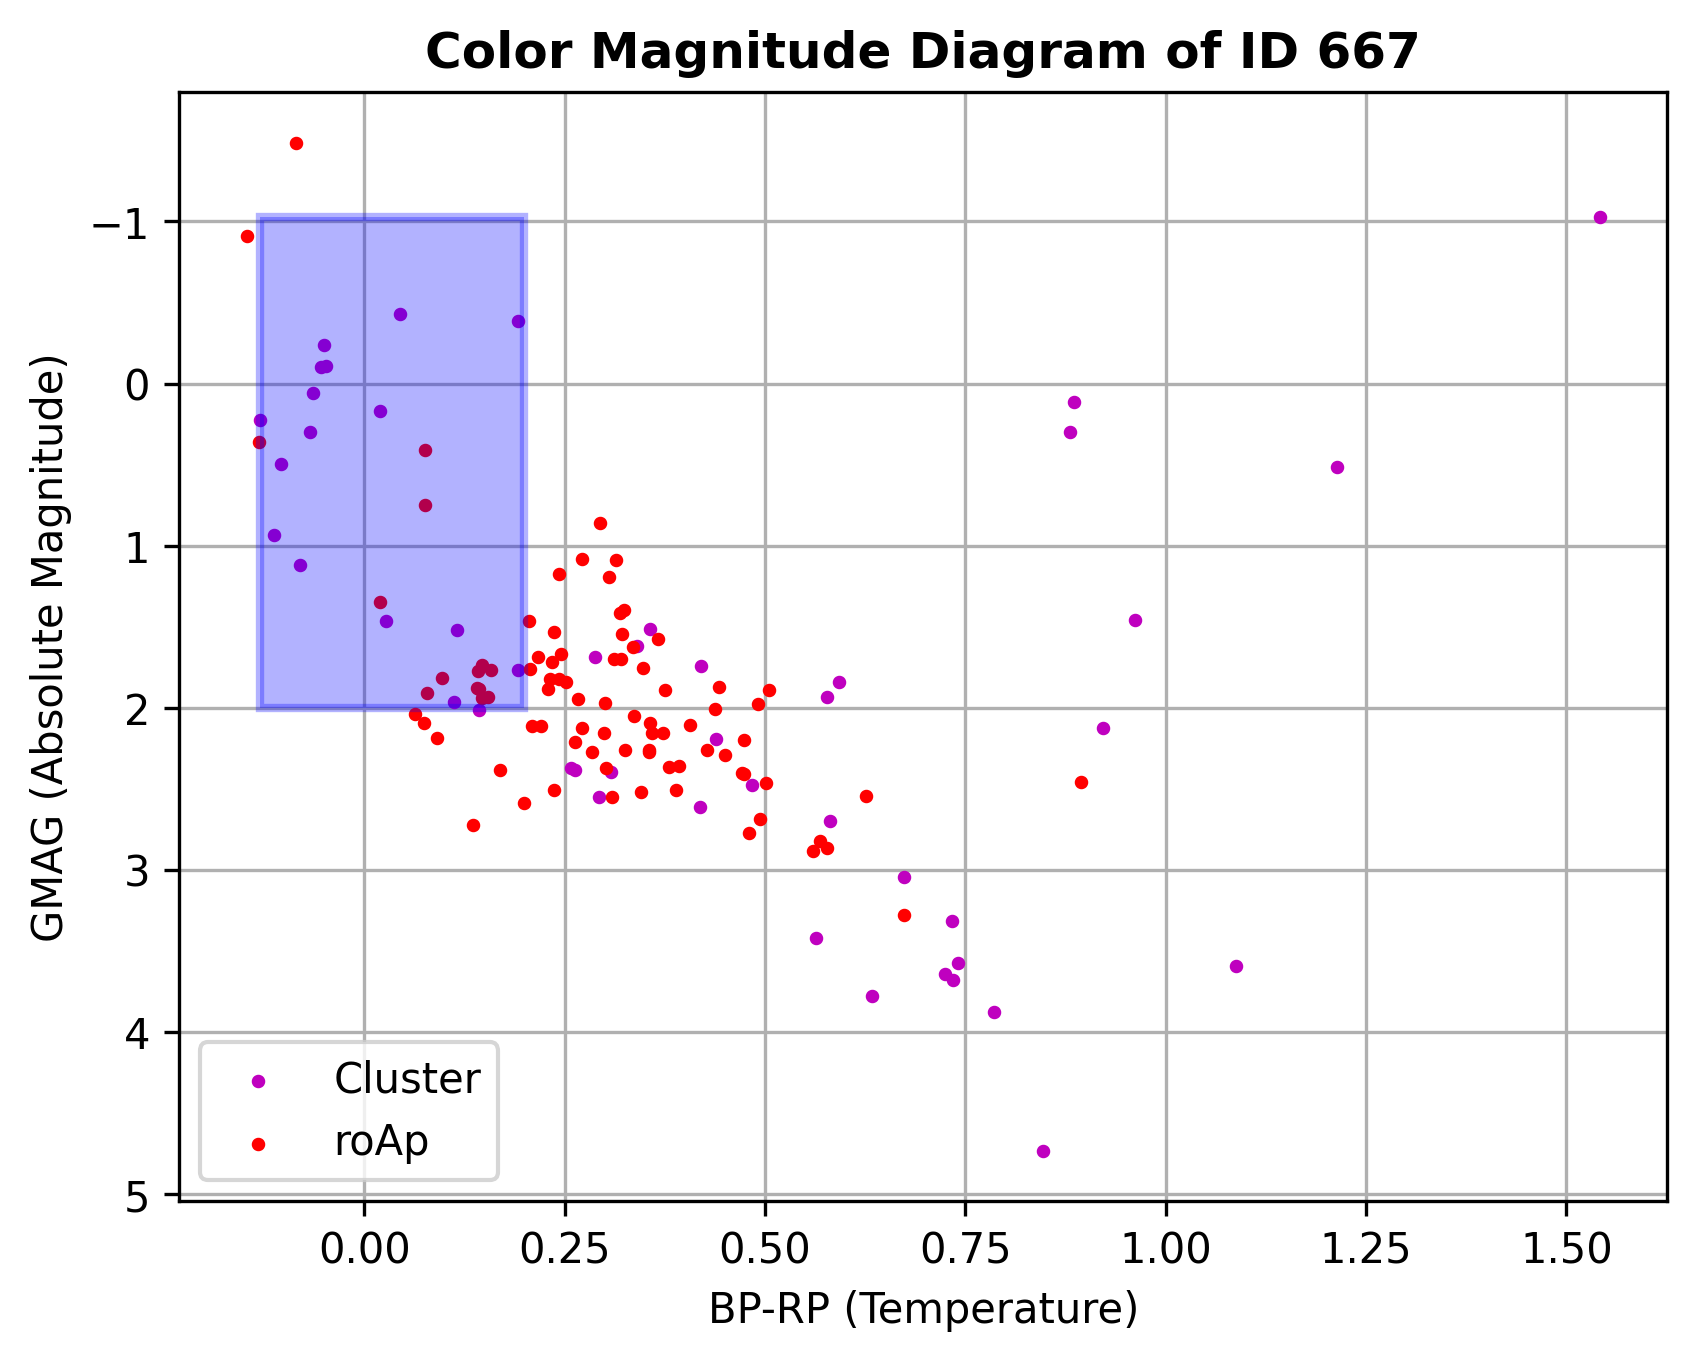 Color Magnitude Diagram of ID 667
GMAG (Absolute Magnitude)
−1
0
1
2
3
4
5
Cluster
roAp
0.00 0.25 0.50 0.75 1.00 1.25 1.50
BP-RP (Temperature)